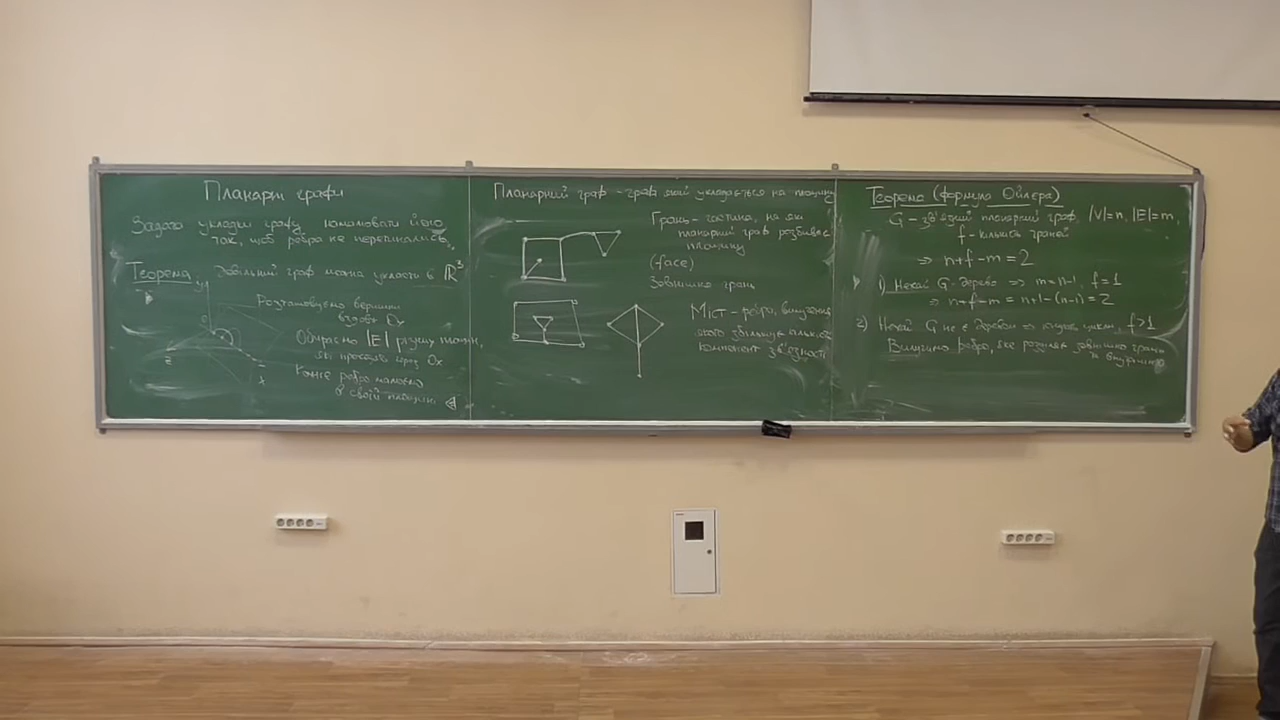 Планарні графи
Задача укладки графу, помалювати його
так, щоб ребра не перетинались
Теорема. Довільний граф можна укласти в ℝ³
y
Розташовуємо вершини
вздовж Ox
0
Обираємо |E| різних площин,
які проходять через Ox
z
x
Кожне ребро малюємо
в своїй площині ◁
Планарний граф - граф який укладається на площину
Грань - частина, на які
планарний граф розбиває
площину
(face)
Зовнішня грань
Міст - ребро, вилучення
якого збільшує кількість
компонент зв'язності
Теорема (формула Ойлера)
G - зв'язний планарний граф, |V|=n, |E|=m,
f - кількість граней
⇒ n+f-m=2
1) Нехай G - дерево ⇒ m=n-1, f=1
⇒ n+f-m = n+1-(n-1)=2
2) Нехай G не є деревом ⇒ цикл, f>1
Вилучимо ребро, яке розділяє зовнішню грань
і внутрішню